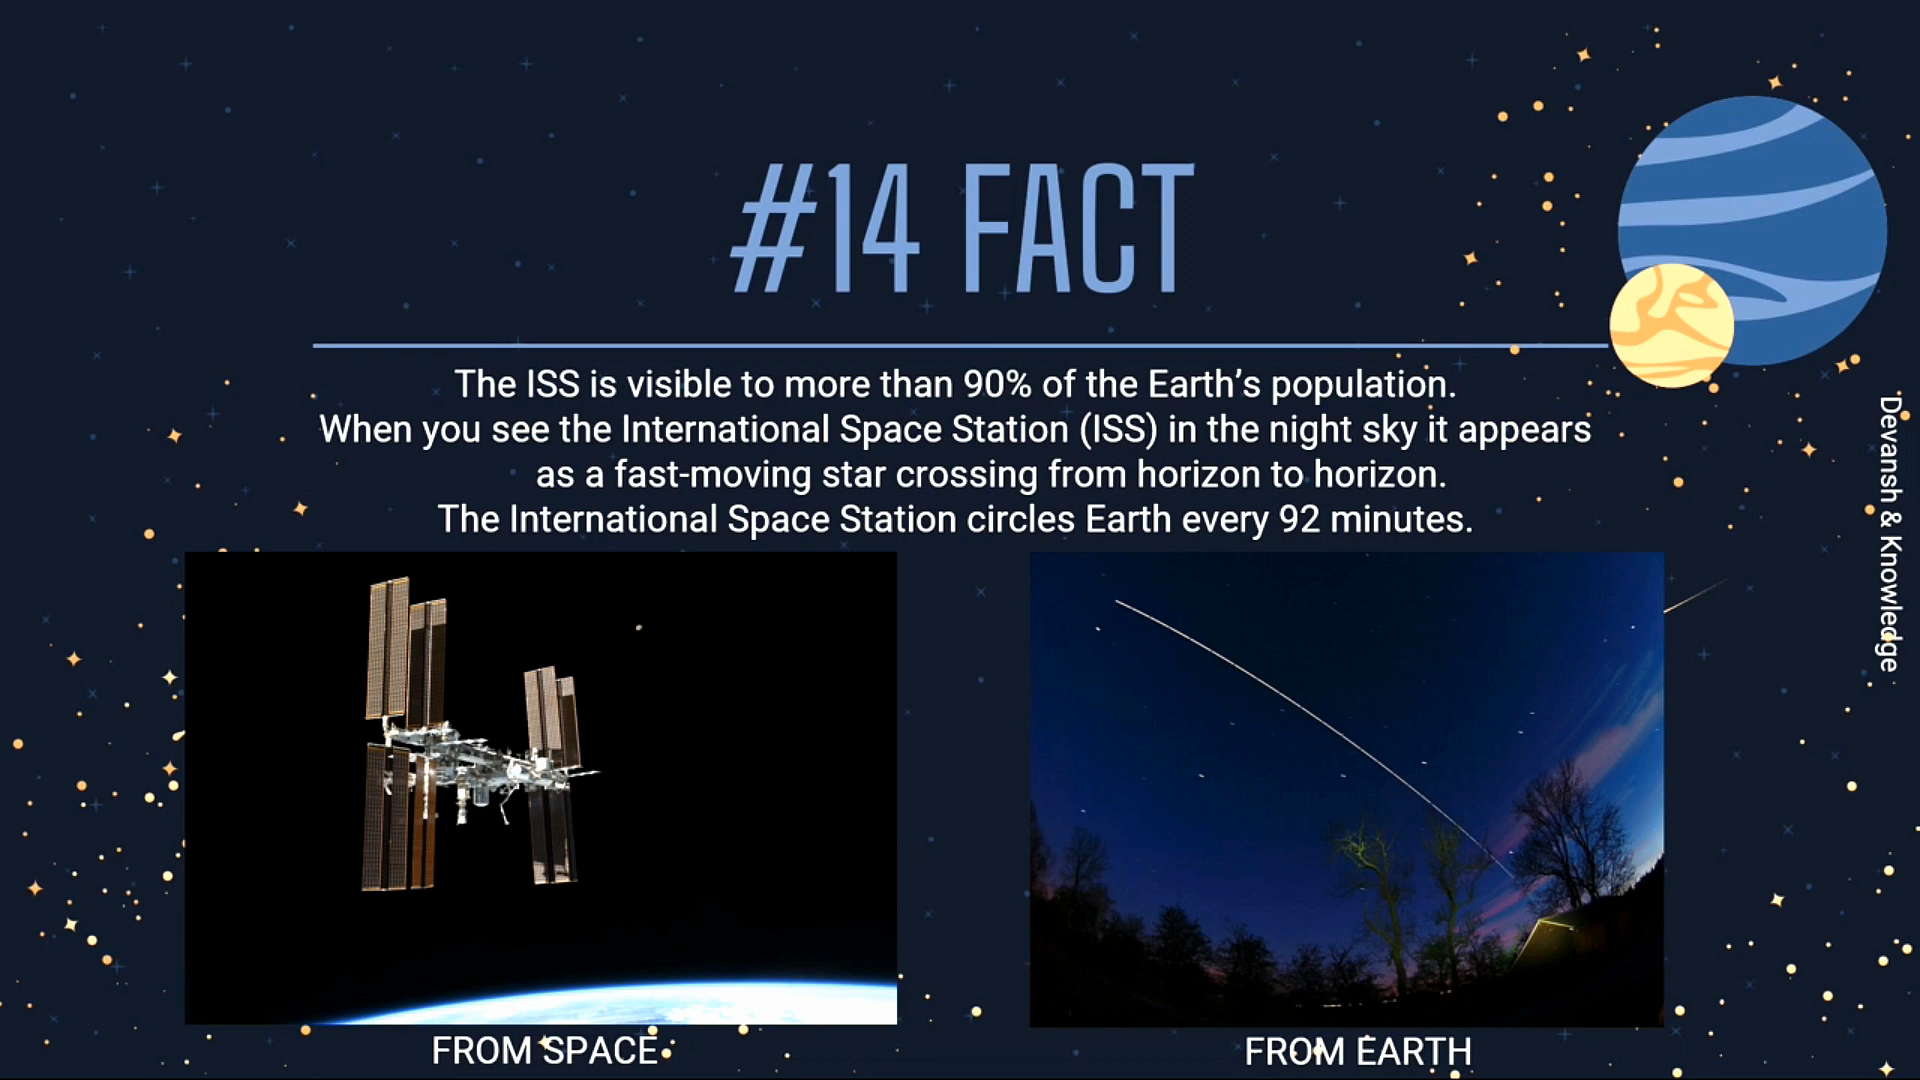 #14 FACT
The ISS is visible to more than 90% of the Earth’s population.
When you see the International Space Station (ISS) in the night sky it appears
as a fast-moving star crossing from horizon to horizon.
The International Space Station circles Earth every 92 minutes.
Devansh & Knowledge
FROM SPACE
FROM EARTH